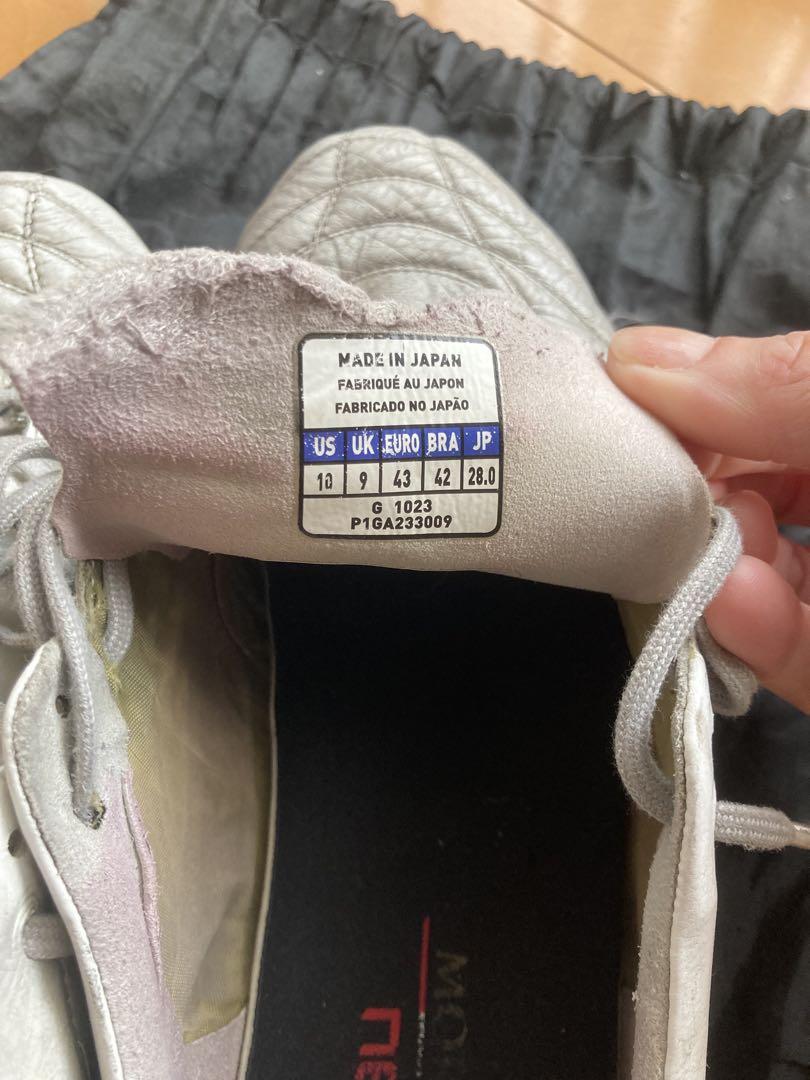 MADE IN JAPAN
FABRIQUÉ AU JAPON
FABRICADO NO JAPÃO
US UK EURO BRA JP
10 9 43 42 28.0
G 1023
P1GA233009